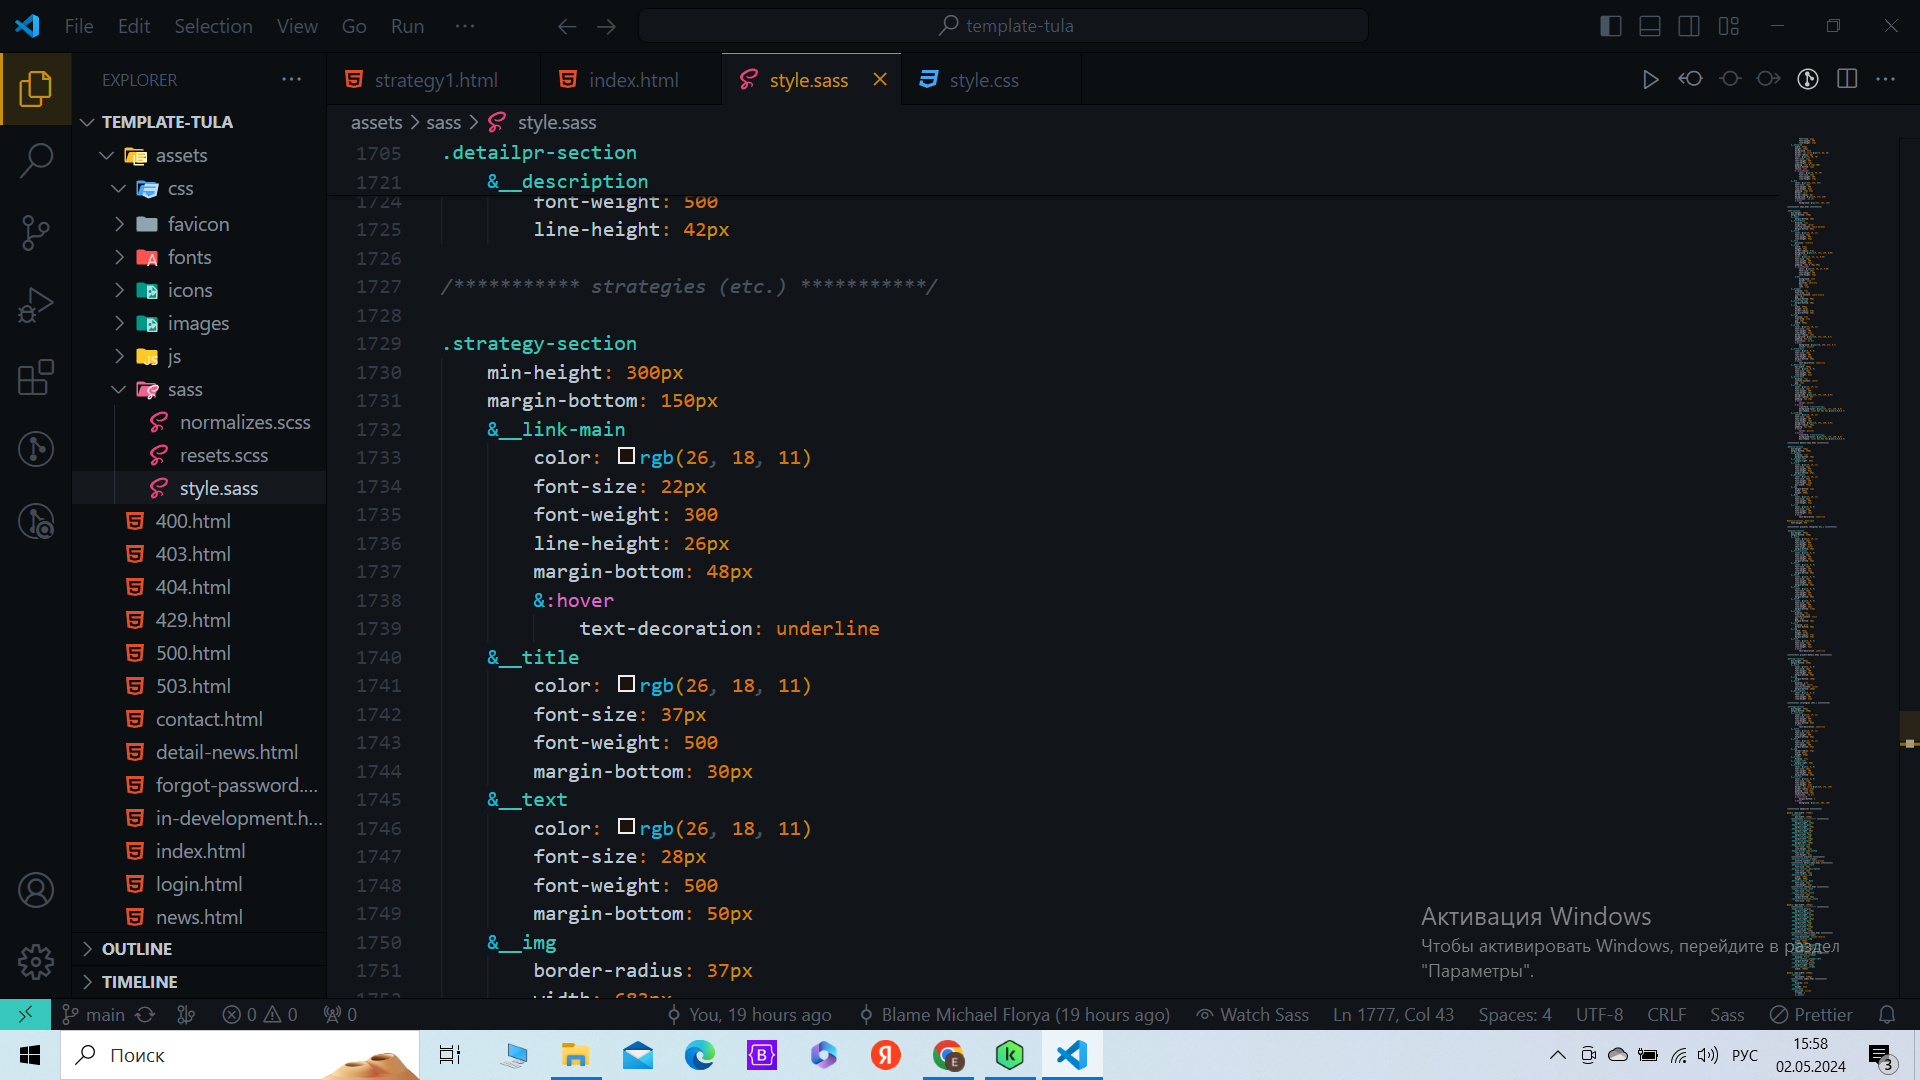 File Edit Selection View Go Run ···
template-tula
EXPLORER
TEMPLATE-TULA
assets
css
favicon
fonts
icons
images
js
sass
normalizes.scss
resets.scss
style.sass
400.html
403.html
404.html
429.html
500.html
503.html
contact.html
detail-news.html
forgot-password....
in-development.h...
index.html
login.html
news.html
OUTLINE
TIMELINE
strategy1.html index.html style.sass style.css
assets > sass > style.sass
1705 .detailpr-section
1721 &__description
1724 font-weight: 500
1725 line-height: 42px
1726
1727 /*********** strategies (etc.) ***********/
1728
1729 .strategy-section
1730 min-height: 300px
1731 margin-bottom: 150px
1732 &__link-main
1733 color: rgb(26, 18, 11)
1734 font-size: 22px
1735 font-weight: 300
1736 line-height: 26px
1737 margin-bottom: 48px
1738 &:hover
1739 text-decoration: underline
1740 &__title
1741 color: rgb(26, 18, 11)
1742 font-size: 37px
1743 font-weight: 500
1744 margin-bottom: 30px
1745 &__text
1746 color: rgb(26, 18, 11)
1747 font-size: 28px
1748 font-weight: 500
1749 margin-bottom: 50px
1750 &__img
1751 border-radius: 37px
Активация Windows
Чтобы активировать Windows, перейдите в раздел
"Параметры".
main 0 0 0 You, 19 hours ago Blame Michael Florya (19 hours ago) Watch Sass Ln 1777, Col 43 Spaces: 4 UTF-8 CRLF Sass Prettier
Поиск
РУС
15:58
02.05.2024
3